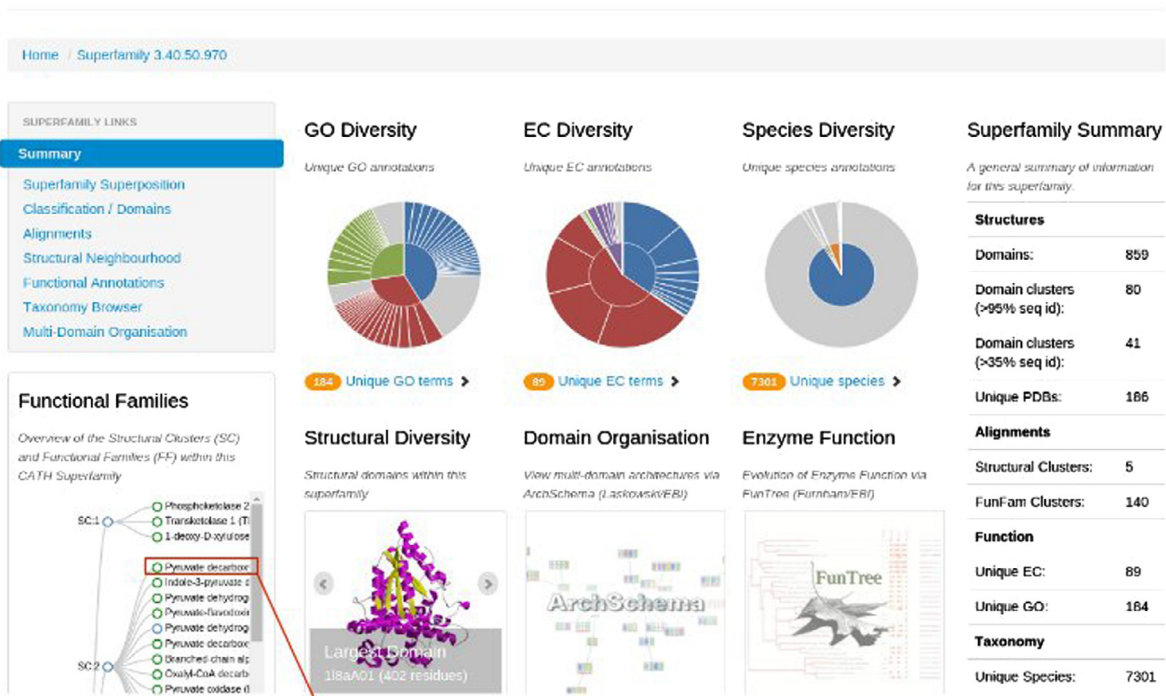 Home / Superfamily 3.40.50.970
SUPERFAMILY LINKS
Summary
Superfamily Superposition
Classification / Domains
Alignments
Structural Neighbourhood
Functional Annotations
Taxonomy Browser
Multi-Domain Organisation
Functional Families
Overview of the Structural Clusters (SC)
and Functional Families (FF) within this
CATH Superfamily
SC:1
Phosphoketolase 2
Transketolase 1 (T
1-deoxy-D-xylulose
Pyruvate decarbox
Indole-3-pyruvate d
Pyruvate dehydrog
Pyruvate-flavodoxin
Pyruvate dehydrog
Pyruvate decarbox
Branched-chain alp
SC:2
Oxalyl-CoA decarb
Pyruvate oxidase (
GO Diversity
Unique GO annotations
184 Unique GO terms
EC Diversity
Unique EC annotations
89 Unique EC terms
Species Diversity
Unique species annotations
7301 Unique species
Structural Diversity
Structural domains within this
superfamily
Largest Domain
1l8aA01 (402 residues)
Domain Organisation
View multi-domain architectures via
ArchSchema (Laskowski/EBI)
ArchSchema
Enzyme Function
Evolution of Enzyme Function via
FunTree (Furnham/EBI)
FunTree
Superfamily Summary
A general summary of information
for this superfamily.
Structures
Domains: 859
Domain clusters 80
(>95% seq id):
Domain clusters 41
(>35% seq id):
Unique PDBs: 186
Alignments
Structural Clusters: 5
FunFam Clusters: 140
Function
Unique EC: 89
Unique GO: 184
Taxonomy
Unique Species: 7301